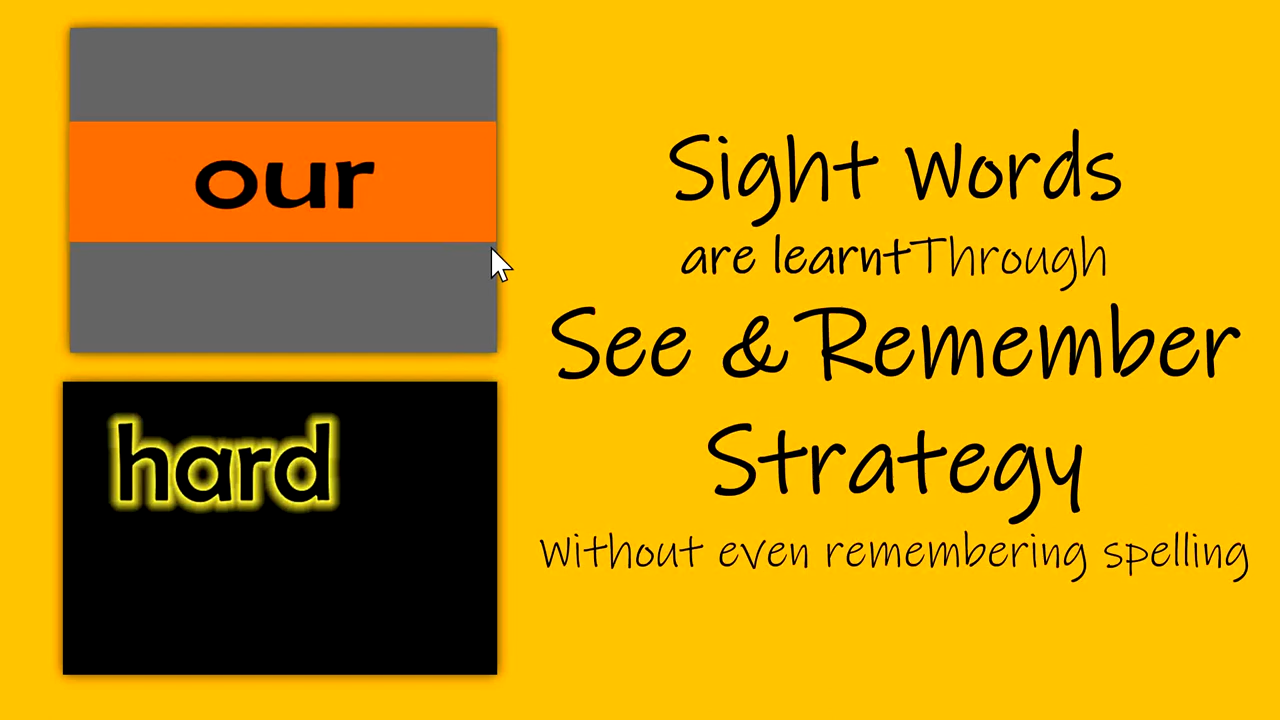 our
hard
Sight Words
are learntThrough
See & Remember
Strategy
Without even remembering spelling